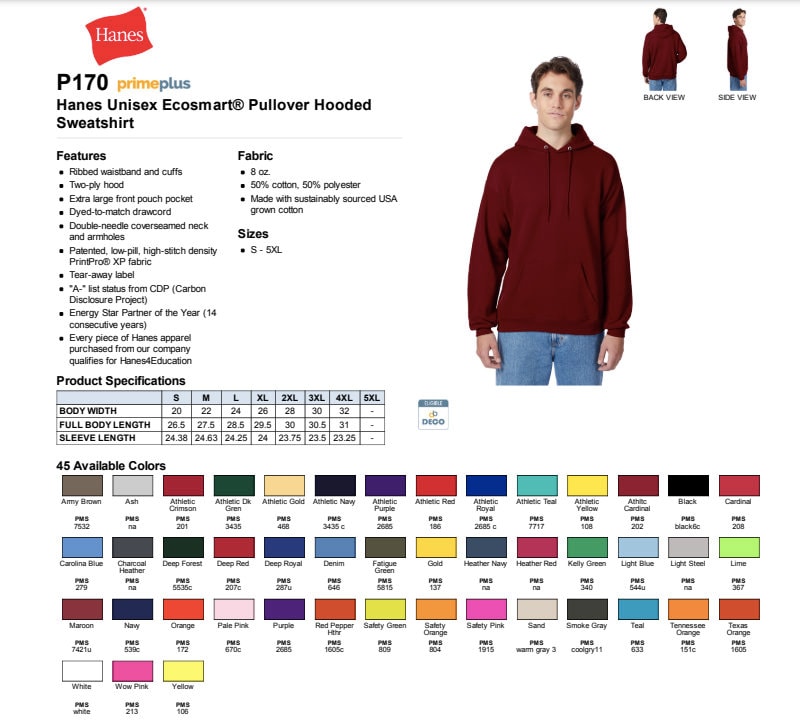 Hanes
BACK VIEW
SIDE VIEW
P170 primeplus
Hanes Unisex Ecosmart® Pullover Hooded
Sweatshirt
Features
• Ribbed waistband and cuffs
• Two-ply hood
• Extra large front pouch pocket
• Dyed-to-match drawcord
• Double-needle coverseamed neck
and armholes
• Patented, low-pill, high-stitch density
PrintPro® XP fabric
• Tear-away label
• "A-" list status from CDP (Carbon
Disclosure Project)
• Energy Star Partner of the Year (14
consecutive years)
• Every piece of Hanes apparel
purchased from our company
qualifies for Hanes4Education
Fabric
• 8 oz.
• 50% cotton, 50% polyester
• Made with sustainably sourced USA
grown cotton
Sizes
• S - 5XL
Product Specifications
S M L XL 2XL 3XL 4XL 5XL
BODY WIDTH 20 22 24 26 28 30 32 -
FULL BODY LENGTH 26.5 27.5 28.5 29.5 30 30.5 31 -
SLEEVE LENGTH 24.38 24.63 24.25 24 23.75 23.5 23.25 -
ELIGIBLE
DECO
45 Available Colors
Army Brown Ash Athletic Athletic Dk Athletic Gold Athletic Navy Athletic Athletic Red Athletic Athletic Teal Athletic Athltc Black Cardinal
Crimson Gren Purple Royal Yellow Cardinal
PMS PMS PMS PMS PMS PMS PMS PMS PMS PMS PMS PMS PMS PMS
7532 na 201 3435 468 3435 c 2685 186 2685 c 7717 108 202 black6c 208
Carolina Blue Charcoal Deep Forest Deep Red Deep Royal Denim Fatigue Gold Heather Navy Heather Red Kelly Green Light Blue Light Steel Lime
Heather Green
PMS PMS PMS PMS PMS PMS PMS PMS PMS PMS PMS PMS PMS PMS
279 na 5535c 207c 287u 646 5815 137 na na 340 544u na 367
Maroon Navy Orange Pale Pink Purple Red Pepper Safety Green Safety Safety Pink Sand Smoke Gray Teal Tennessee Texas
Hthr Orange Orange Orange
PMS PMS PMS PMS PMS PMS PMS PMS PMS PMS PMS PMS PMS PMS
7421u 539c 172 670c 2685 1605c 809 804 1915 warm gray 3 coolgry11 633 151c 1605
White Wow Pink Yellow
PMS PMS PMS
white 213 106